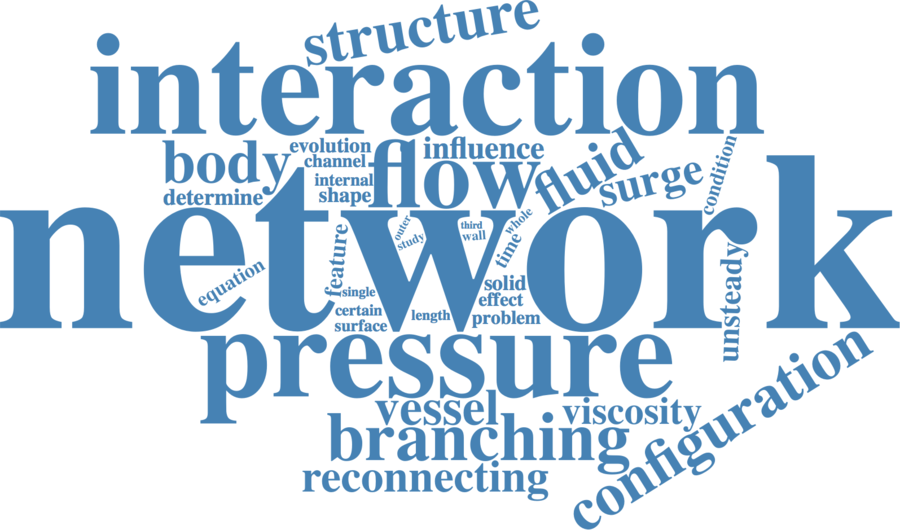 structure
interaction
evolution
influence
body
channel
flow
fluid
condition
internal
surge
determine
shape
network
outer
third
whole
study
wall
time
feature
equation
unsteady
single
solid
effect
certain
length
problem
surface
pressure
configuration
vessel
viscosity
branching
reconnecting